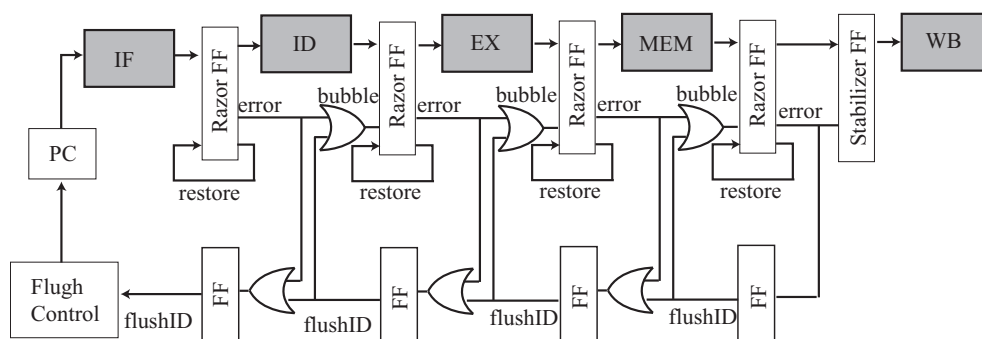 IF
ID
EX
MEM
WB
Razor FF
Razor FF
Razor FF
Razor FF
Stabilizer FF
error
bubble
error
bubble
error
bubble
error
PC
restore
restore
restore
restore
Flugh
Control
FF
FF
FF
FF
flushID
flushID
flushID
flushID